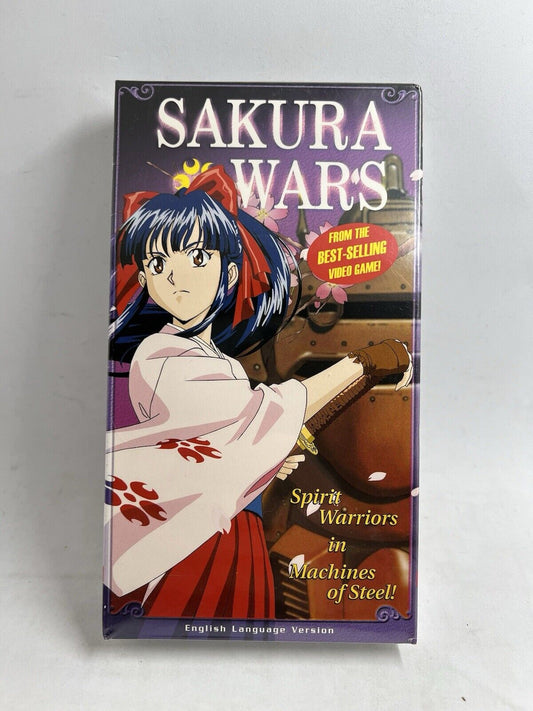 SAKURA
WARS
FROM THE
BEST-SELLING
VIDEO GAME!
Spirit
Warriors
in
Machines
of Steel!
English Language Version